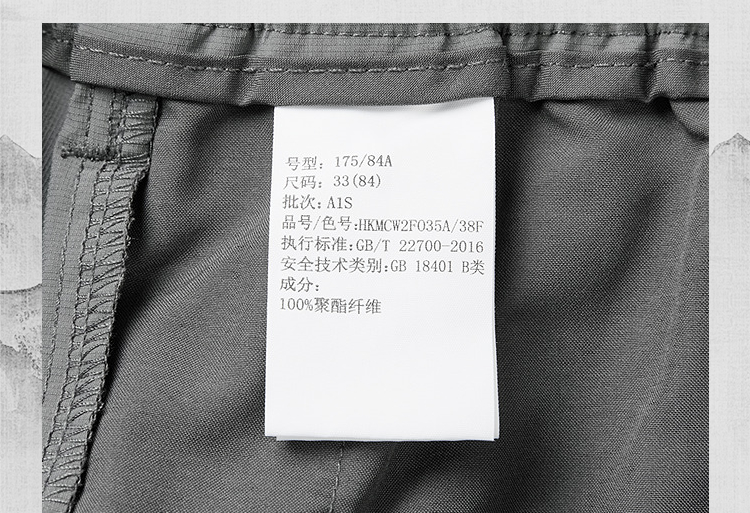 号型: 175/84A
尺码: 33(84)
批次: A1S
品号/色号:HKMCW2F035A/38F
执行标准:GB/T 22700-2016
安全技术类别:GB 18401 B类
成分:
100%聚酯纤维